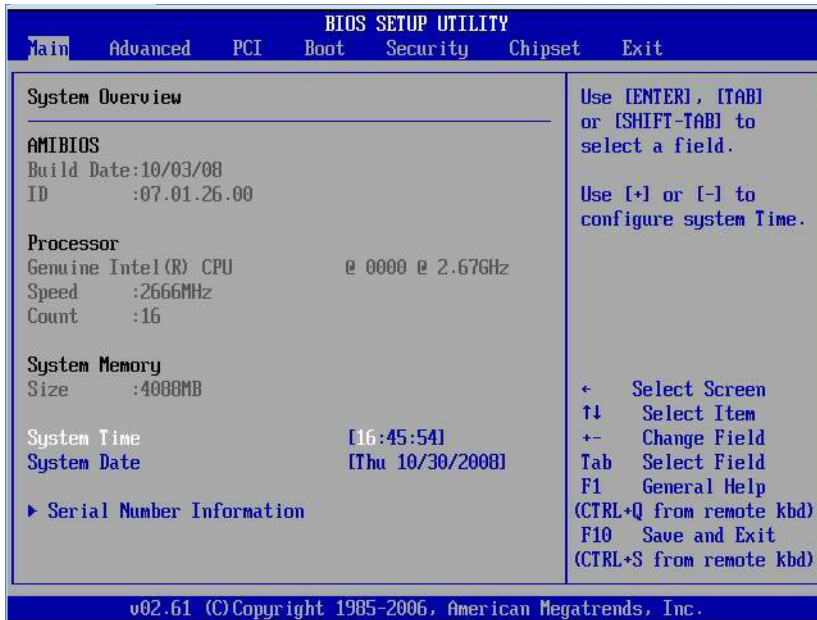 BIOS SETUP UTILITY
Main Advanced PCI Boot Security Chipset Exit
System Overview
AMIBIOS
Build Date:10/03/08
ID :07.01.26.00
Processor
Genuine Intel(R) CPU @ 0000 @ 2.67GHz
Speed :2666MHz
Count :16
System Memory
Size :4088MB
System Time [16:45:54]
System Date [Thu 10/30/2008]
▶ Serial Number Information
Use [ENTER], [TAB]
or [SHIFT-TAB] to
select a field.
Use [+] or [-] to
configure system Time.
← Select Screen
↑↓ Select Item
+- Change Field
Tab Select Field
F1 General Help
(CTRL+Q from remote kbd)
F10 Save and Exit
(CTRL+S from remote kbd)
v02.61 (C)Copyright 1985-2006, American Megatrends, Inc.